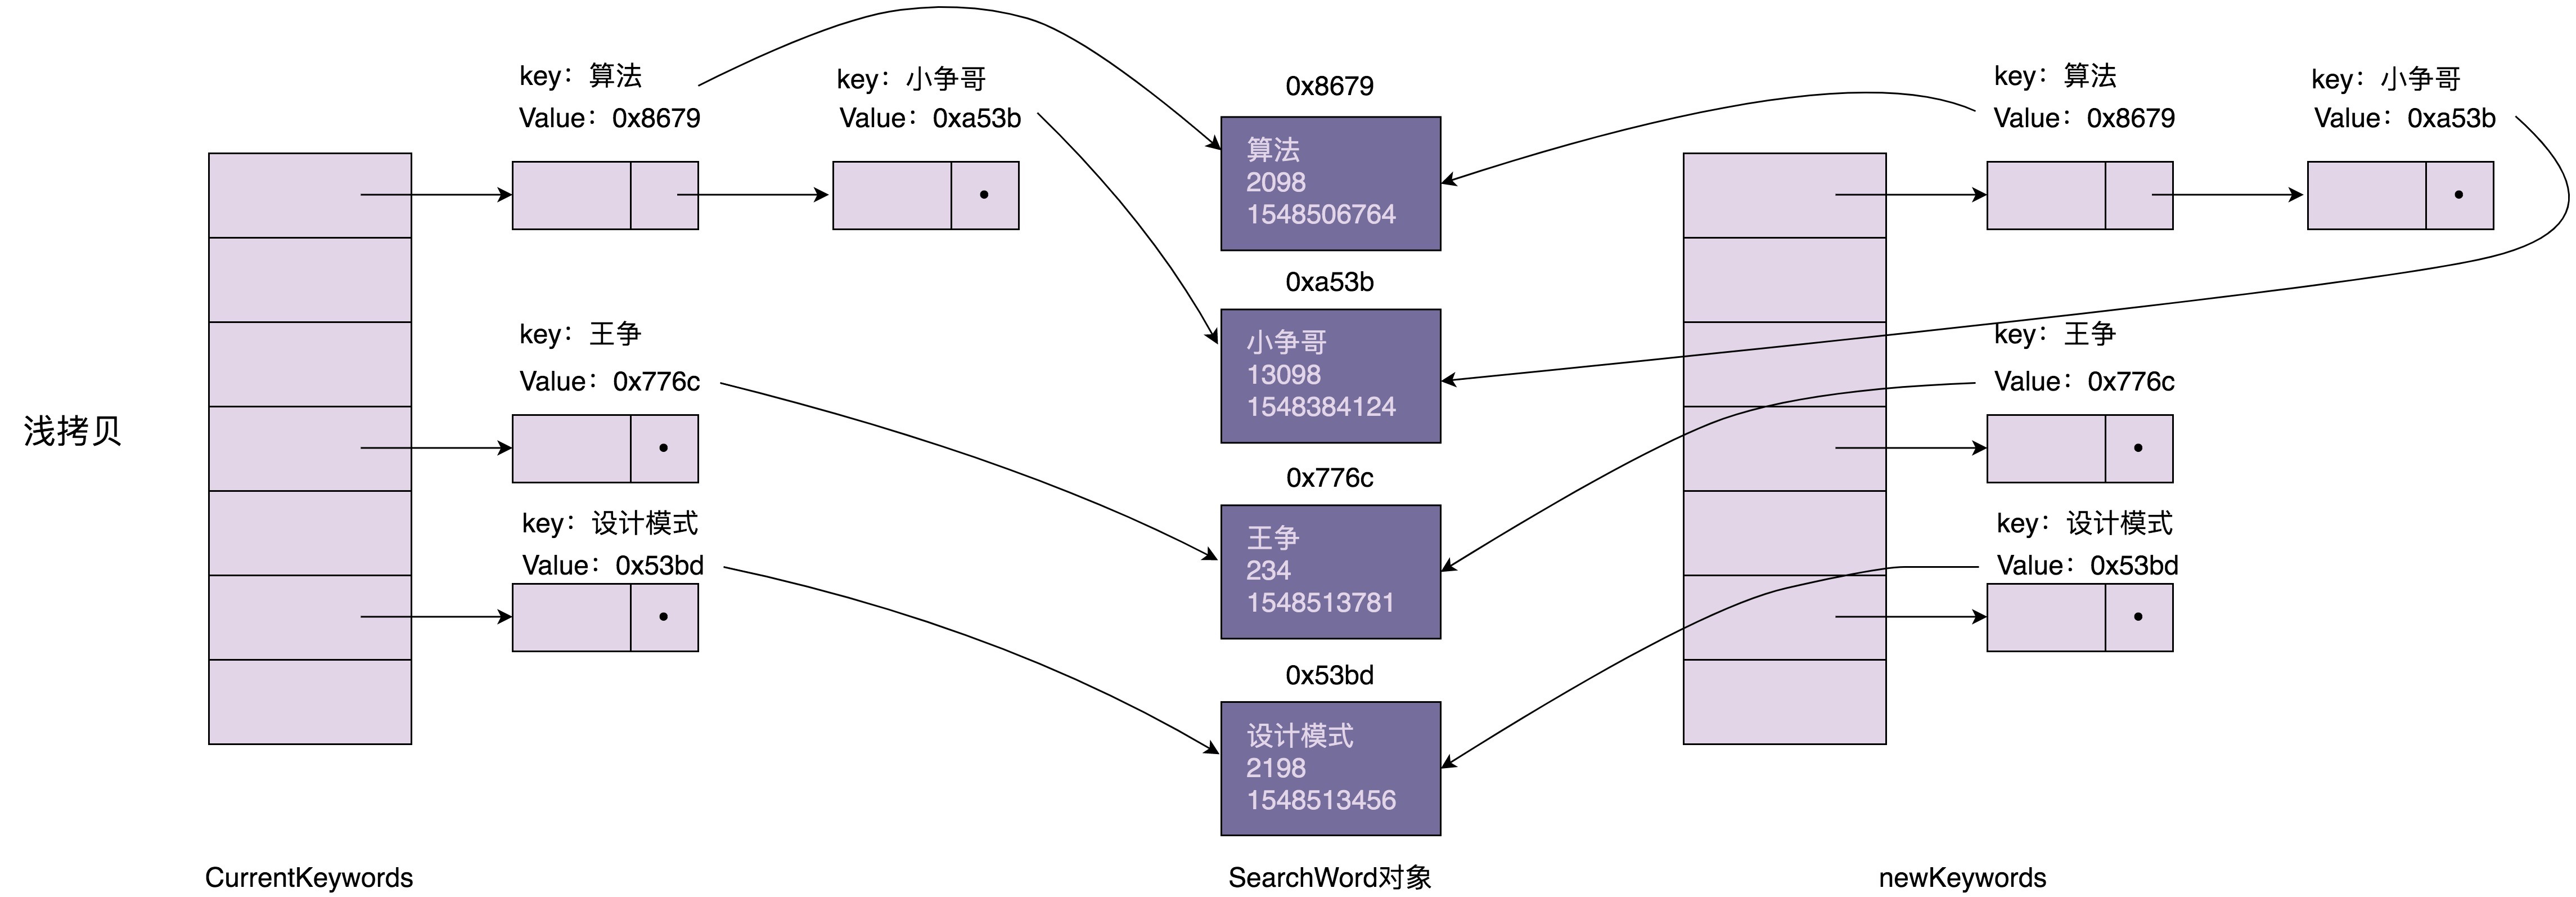 浅拷贝
key：算法
Value：0x8679
key：小争哥
Value：0xa53b
key：王争
Value：0x776c
key：设计模式
Value：0x53bd
CurrentKeywords
0x8679
算法
2098
1548506764
0xa53b
小争哥
13098
1548384124
0x776c
王争
234
1548513781
0x53bd
设计模式
2198
1548513456
SearchWord对象
key：算法
Value：0x8679
key：小争哥
Value：0xa53b
key：王争
Value：0x776c
key：设计模式
Value：0x53bd
newKeywords